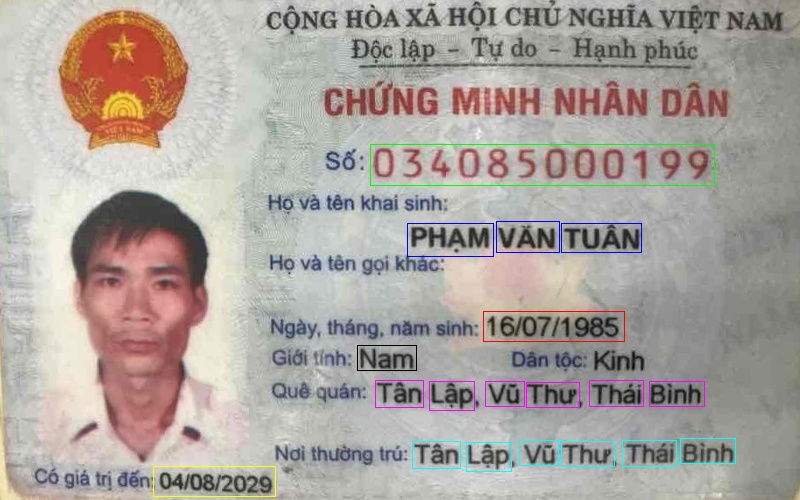 CỘNG HÒA XÃ HỘI CHỦ NGHĨA VIỆT NAM
Độc lập - Tự do - Hạnh phúc
CHỨNG MINH NHÂN DÂN
Số: 034085000199
Họ và tên khai sinh:
PHẠM VĂN TUÂN
Họ và tên gọi khác:
Ngày, tháng, năm sinh: 16/07/1985
Giới tính: Nam Dân tộc: Kinh
Quê quán: Tân Lập, Vũ Thư, Thái Bình
Nơi thường trú: Tân Lập, Vũ Thư, Thái Bình
Có giá trị đến: 04/08/2029
VIỆT NAM